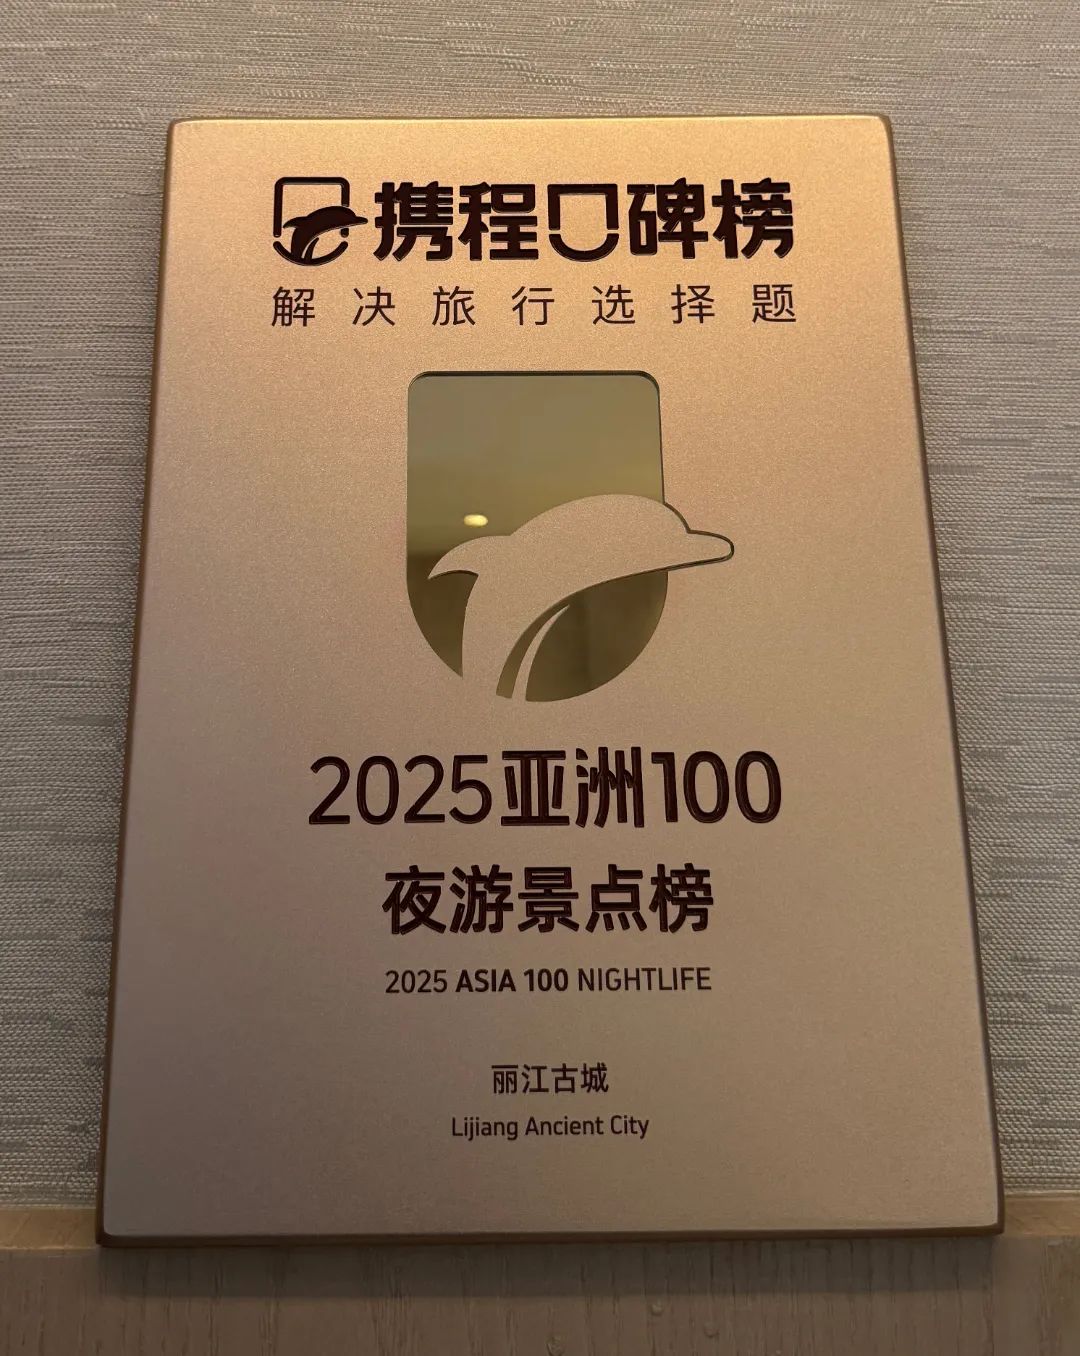 携程口碑榜
解决旅行选择题
2025亚洲100
夜游景点榜
2025 ASIA 100 NIGHTLIFE
丽江古城
Lijiang Ancient City